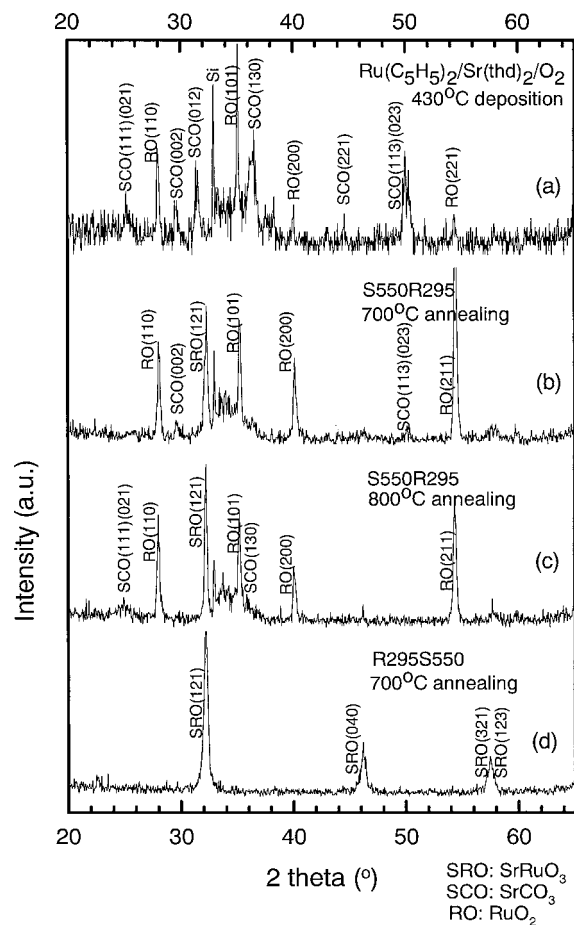 20 30 40 50 60
Ru(C5H5)2/Sr(thd)2/O2
430°C deposition
SCO(111)(021)
RO(110)
SCO(002)
SCO(012)
Si
RO(101)
SCO(130)
RO(200)
SCO(221)
SCO(113)(023)
RO(221)
(a)
S550R295
700°C annealing
RO(110)
SCO(002)
SRO(121)
RO(101)
RO(200)
SCO(113)(023)
RO(211)
(b)
S550R295
800°C annealing
SCO(111)(021)
RO(110)
SRO(121)
RO(101)
SCO(130)
RO(200)
RO(211)
(c)
R295S550
700°C annealing
SRO(121)
SRO(040)
SRO(321)
SRO(123)
(d)
Intensity (a.u.)
20 30 40 50 60
2 theta (°)
SRO: SrRuO3
SCO: SrCO3
RO: RuO2